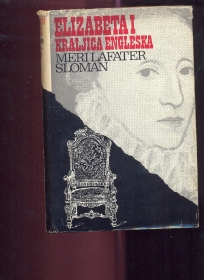 ELIZABETA I
KRALJICA ENGLESKA
MERI LAFATER
SLOMAN